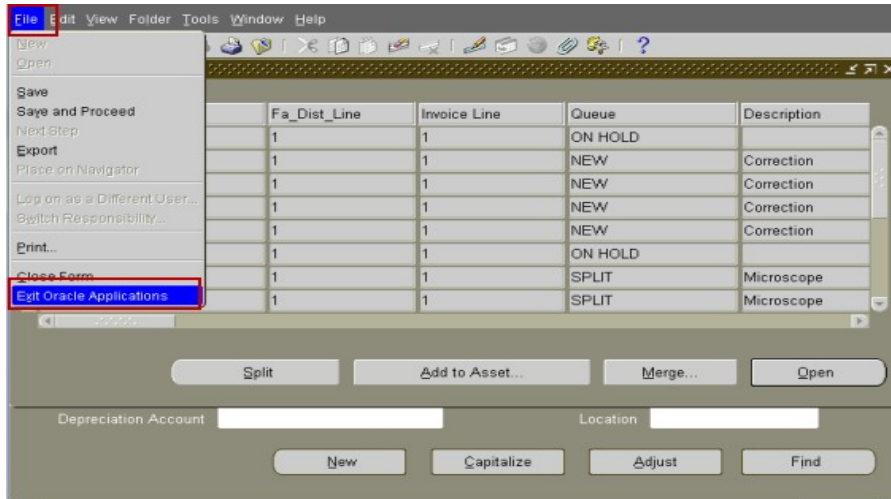 File Edit View Folder Tools Window Help
New
Open
Save
Save and Proceed
Next Step
Export
Place on Navigator
Log on as a Different User...
Switch Responsibility...
Print...
Close Form
Exit Oracle Applications
Fa_Dist_Line Invoice Line Queue Description
1 1 ON HOLD
1 1 NEW Correction
1 1 NEW Correction
1 1 NEW Correction
1 1 NEW Correction
1 1 ON HOLD
1 1 SPLIT Microscope
1 1 SPLIT Microscope
Split Add to Asset... Merge... Open
Depreciation Account Location
New Capitalize Adjust Find